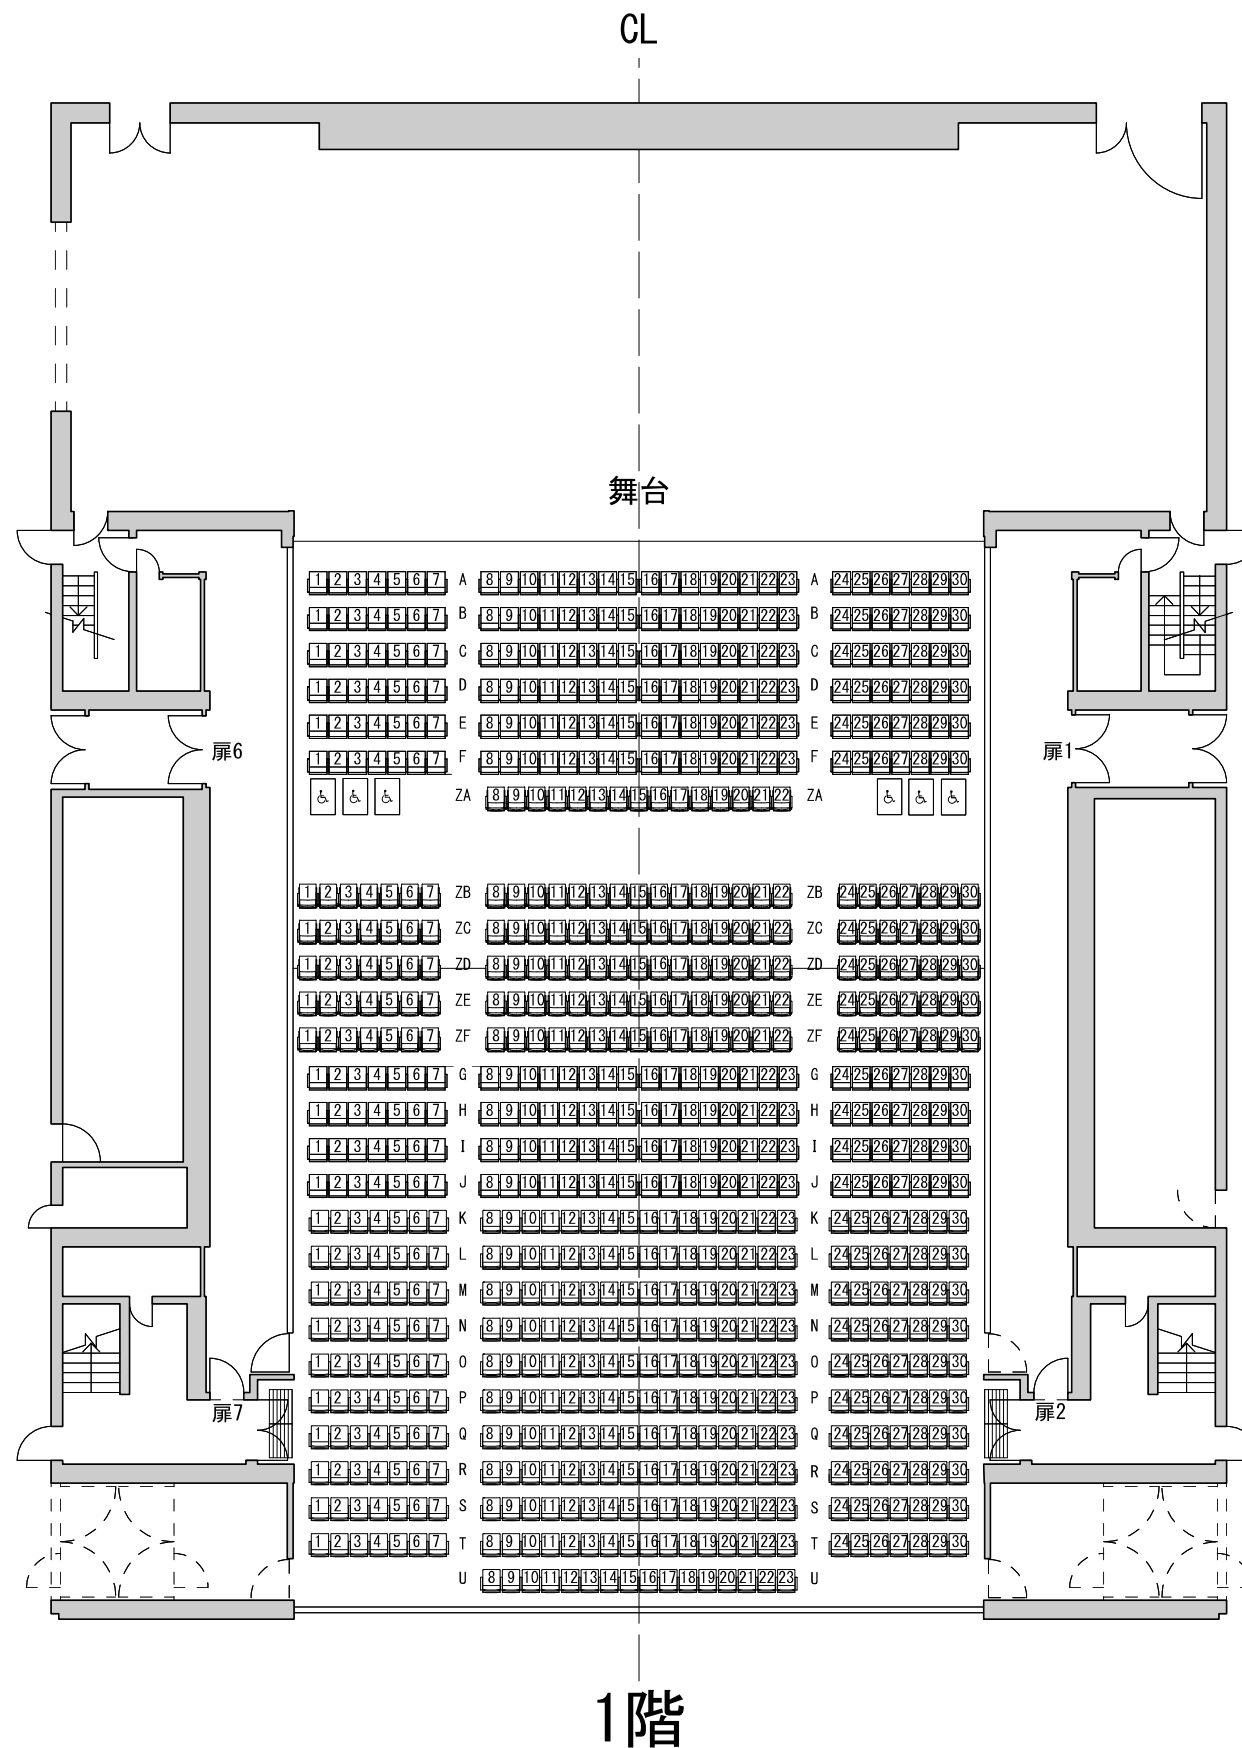 CL
舞台
1 2 3 4 5 6 7 A 8 9 10 11 12 13 14 15 16 17 18 19 20 21 22 23 A 24 25 26 27 28 29 30
1 2 3 4 5 6 7 B 8 9 10 11 12 13 14 15 16 17 18 19 20 21 22 23 B 24 25 26 27 28 29 30
1 2 3 4 5 6 7 C 8 9 10 11 12 13 14 15 16 17 18 19 20 21 22 23 C 24 25 26 27 28 29 30
1 2 3 4 5 6 7 D 8 9 10 11 12 13 14 15 16 17 18 19 20 21 22 23 D 24 25 26 27 28 29 30
1 2 3 4 5 6 7 E 8 9 10 11 12 13 14 15 16 17 18 19 20 21 22 23 E 24 25 26 27 28 29 30
扉6 扉1
1 2 3 4 5 6 7 F 8 9 10 11 12 13 14 15 16 17 18 19 20 21 22 23 F 24 25 26 27 28 29 30
ZA 8 9 10 11 12 13 14 15 16 17 18 19 20 21 22 ZA
1 2 3 4 5 6 7 ZB 8 9 10 11 12 13 14 15 16 17 18 19 20 21 22 ZB 24 25 26 27 28 29 30
1 2 3 4 5 6 7 ZC 8 9 10 11 12 13 14 15 16 17 18 19 20 21 22 ZC 24 25 26 27 28 29 30
1 2 3 4 5 6 7 ZD 8 9 10 11 12 13 14 15 16 17 18 19 20 21 22 ZD 24 25 26 27 28 29 30
1 2 3 4 5 6 7 ZE 8 9 10 11 12 13 14 15 16 17 18 19 20 21 22 ZE 24 25 26 27 28 29 30
1 2 3 4 5 6 7 ZF 8 9 10 11 12 13 14 15 16 17 18 19 20 21 22 ZF 24 25 26 27 28 29 30
1 2 3 4 5 6 7 G 8 9 10 11 12 13 14 15 16 17 18 19 20 21 22 23 G 24 25 26 27 28 29 30
1 2 3 4 5 6 7 H 8 9 10 11 12 13 14 15 16 17 18 19 20 21 22 23 H 24 25 26 27 28 29 30
1 2 3 4 5 6 7 I 8 9 10 11 12 13 14 15 16 17 18 19 20 21 22 23 I 24 25 26 27 28 29 30
1 2 3 4 5 6 7 J 8 9 10 11 12 13 14 15 16 17 18 19 20 21 22 23 J 24 25 26 27 28 29 30
1 2 3 4 5 6 7 K 8 9 10 11 12 13 14 15 16 17 18 19 20 21 22 23 K 24 25 26 27 28 29 30
1 2 3 4 5 6 7 L 8 9 10 11 12 13 14 15 16 17 18 19 20 21 22 23 L 24 25 26 27 28 29 30
1 2 3 4 5 6 7 M 8 9 10 11 12 13 14 15 16 17 18 19 20 21 22 23 M 24 25 26 27 28 29 30
1 2 3 4 5 6 7 N 8 9 10 11 12 13 14 15 16 17 18 19 20 21 22 23 N 24 25 26 27 28 29 30
1 2 3 4 5 6 7 O 8 9 10 11 12 13 14 15 16 17 18 19 20 21 22 23 O 24 25 26 27 28 29 30
1 2 3 4 5 6 7 P 8 9 10 11 12 13 14 15 16 17 18 19 20 21 22 23 P 24 25 26 27 28 29 30
扉7 扉2
1 2 3 4 5 6 7 Q 8 9 10 11 12 13 14 15 16 17 18 19 20 21 22 23 Q 24 25 26 27 28 29 30
1 2 3 4 5 6 7 R 8 9 10 11 12 13 14 15 16 17 18 19 20 21 22 23 R 24 25 26 27 28 29 30
1 2 3 4 5 6 7 S 8 9 10 11 12 13 14 15 16 17 18 19 20 21 22 23 S 24 25 26 27 28 29 30
1 2 3 4 5 6 7 T 8 9 10 11 12 13 14 15 16 17 18 19 20 21 22 23 T 24 25 26 27 28 29 30
U 8 9 10 11 12 13 14 15 16 17 18 19 20 21 22 23 U
1階